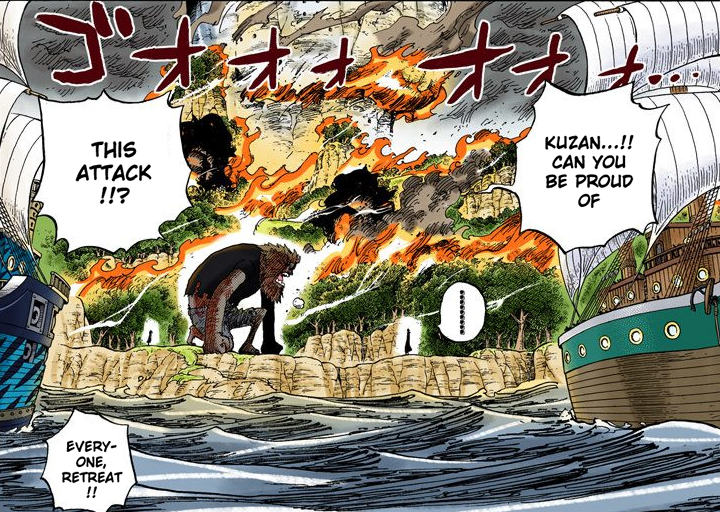 ゴオオオオオオ...
KUZAN...!!
CAN YOU
BE PROUD
OF
THIS
ATTACK
!!?
...........
EVERY-
ONE,
RETREAT
!!